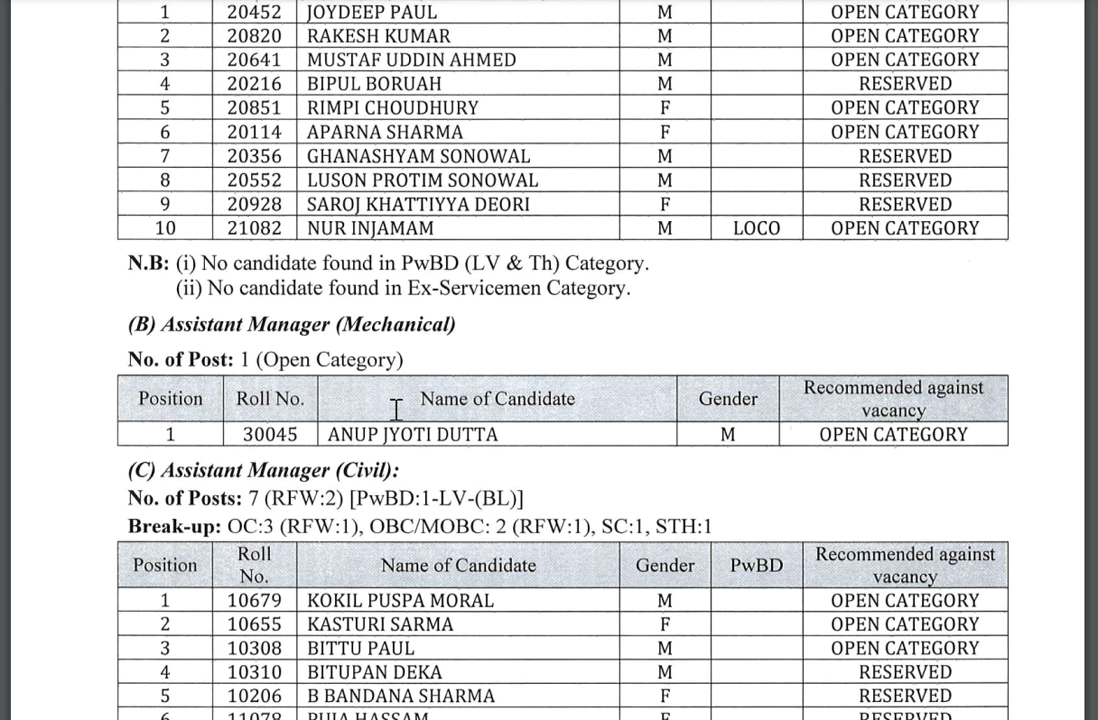 1 20452 JOYDEEP PAUL M OPEN CATEGORY
2 20820 RAKESH KUMAR M OPEN CATEGORY
3 20641 MUSTAF UDDIN AHMED M OPEN CATEGORY
4 20216 BIPUL BORUAH M RESERVED
5 20851 RIMPI CHOUDHURY F OPEN CATEGORY
6 20114 APARNA SHARMA F OPEN CATEGORY
7 20356 GHANASHYAM SONOWAL M RESERVED
8 20552 LUSON PROTIM SONOWAL M RESERVED
9 20928 SAROJ KHATTIYYA DEORI F RESERVED
10 21082 NUR INJAMAM M LOCO OPEN CATEGORY
N.B: (i) No candidate found in PwBD (LV & Th) Category.
(ii) No candidate found in Ex-Servicemen Category.
(B) Assistant Manager (Mechanical)
No. of Post: 1 (Open Category)
Position Roll No. Name of Candidate Gender Recommended against vacancy
1 30045 ANUP JYOTI DUTTA M OPEN CATEGORY
(C) Assistant Manager (Civil):
No. of Posts: 7 (RFW:2) [PwBD:1-LV-(BL)]
Break-up: OC:3 (RFW:1), OBC/MOBC: 2 (RFW:1), SC:1, STH:1
Position Roll No. Name of Candidate Gender PwBD Recommended against vacancy
1 10679 KOKIL PUSPA MORAL M OPEN CATEGORY
2 10655 KASTURI SARMA F OPEN CATEGORY
3 10308 BITTU PAUL M OPEN CATEGORY
4 10310 BITUPAN DEKA M RESERVED
5 10206 B BANDANA SHARMA F RESERVED
6 11078 PUJA HASSAM F RESERVED